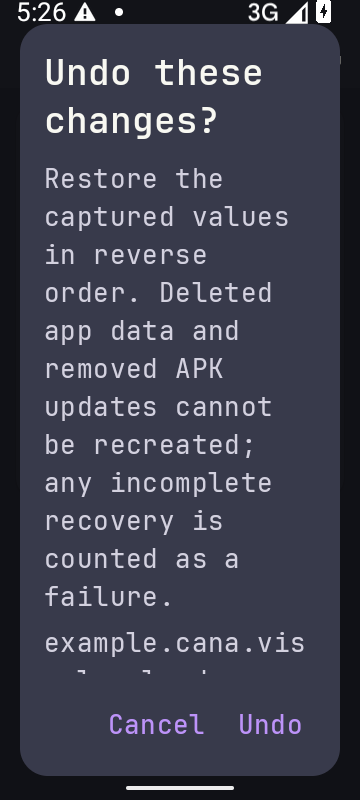 5:26
3G
Undo these
changes?
Restore the
captured values
in reverse
order. Deleted
app data and
removed APK
updates cannot
be recreated;
any incomplete
recovery is
counted as a
failure.
example.cana.vis
Cancel Undo